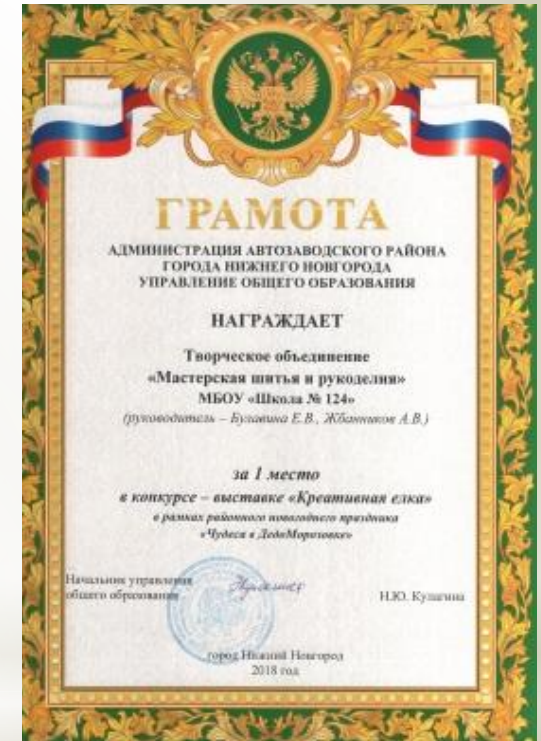 ГРАМОТА
АДМИНИСТРАЦИЯ АВТОЗАВОДСКОГО РАЙОНА
ГОРОДА НИЖНЕГО НОВГОРОДА
УПРАВЛЕНИЕ ОБЩЕГО ОБРАЗОВАНИЯ
НАГРАЖДАЕТ
Творческое объединение
«Мастерская шитья и рукоделия»
МБОУ «Школа № 124»
(руководитель – Булавина Е.В., Жбанников А.В.)
за 1 место
в конкурсе – выставке «Креативная елка»
в рамках районного новогоднего праздника
«Чудеса в ДедоМорозовке»
Начальник управления
общего образования
Н.Ю. Кулагина
город Нижний Новгород
2018 год